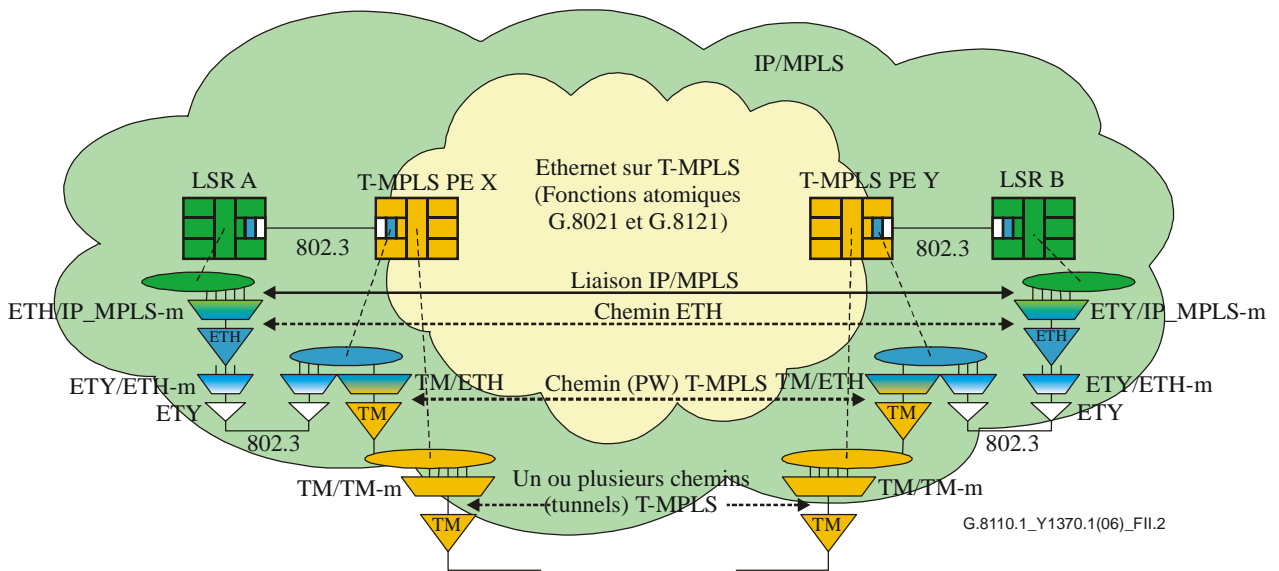 IP/MPLS
Ethernet sur T-MPLS
(Fonctions atomiques
G.8021 et G.8121)
LSR A
T-MPLS PE X
T-MPLS PE Y
LSR B
802.3
802.3
Liaison IP/MPLS
ETH/IP_MPLS-m
Chemin ETH
ETY/IP_MPLS-m
ETH
ETH
ETY/ETH-m
TM/ETH
Chemin (PW) T-MPLS
TM/ETH
ETY/ETH-m
ETY
TM
TM
ETY
802.3
802.3
TM/TM-m
Un ou plusieurs chemins
(tunnels) T-MPLS
TM/TM-m
TM
TM
G.8110.1_Y1370.1(06)_FII.2